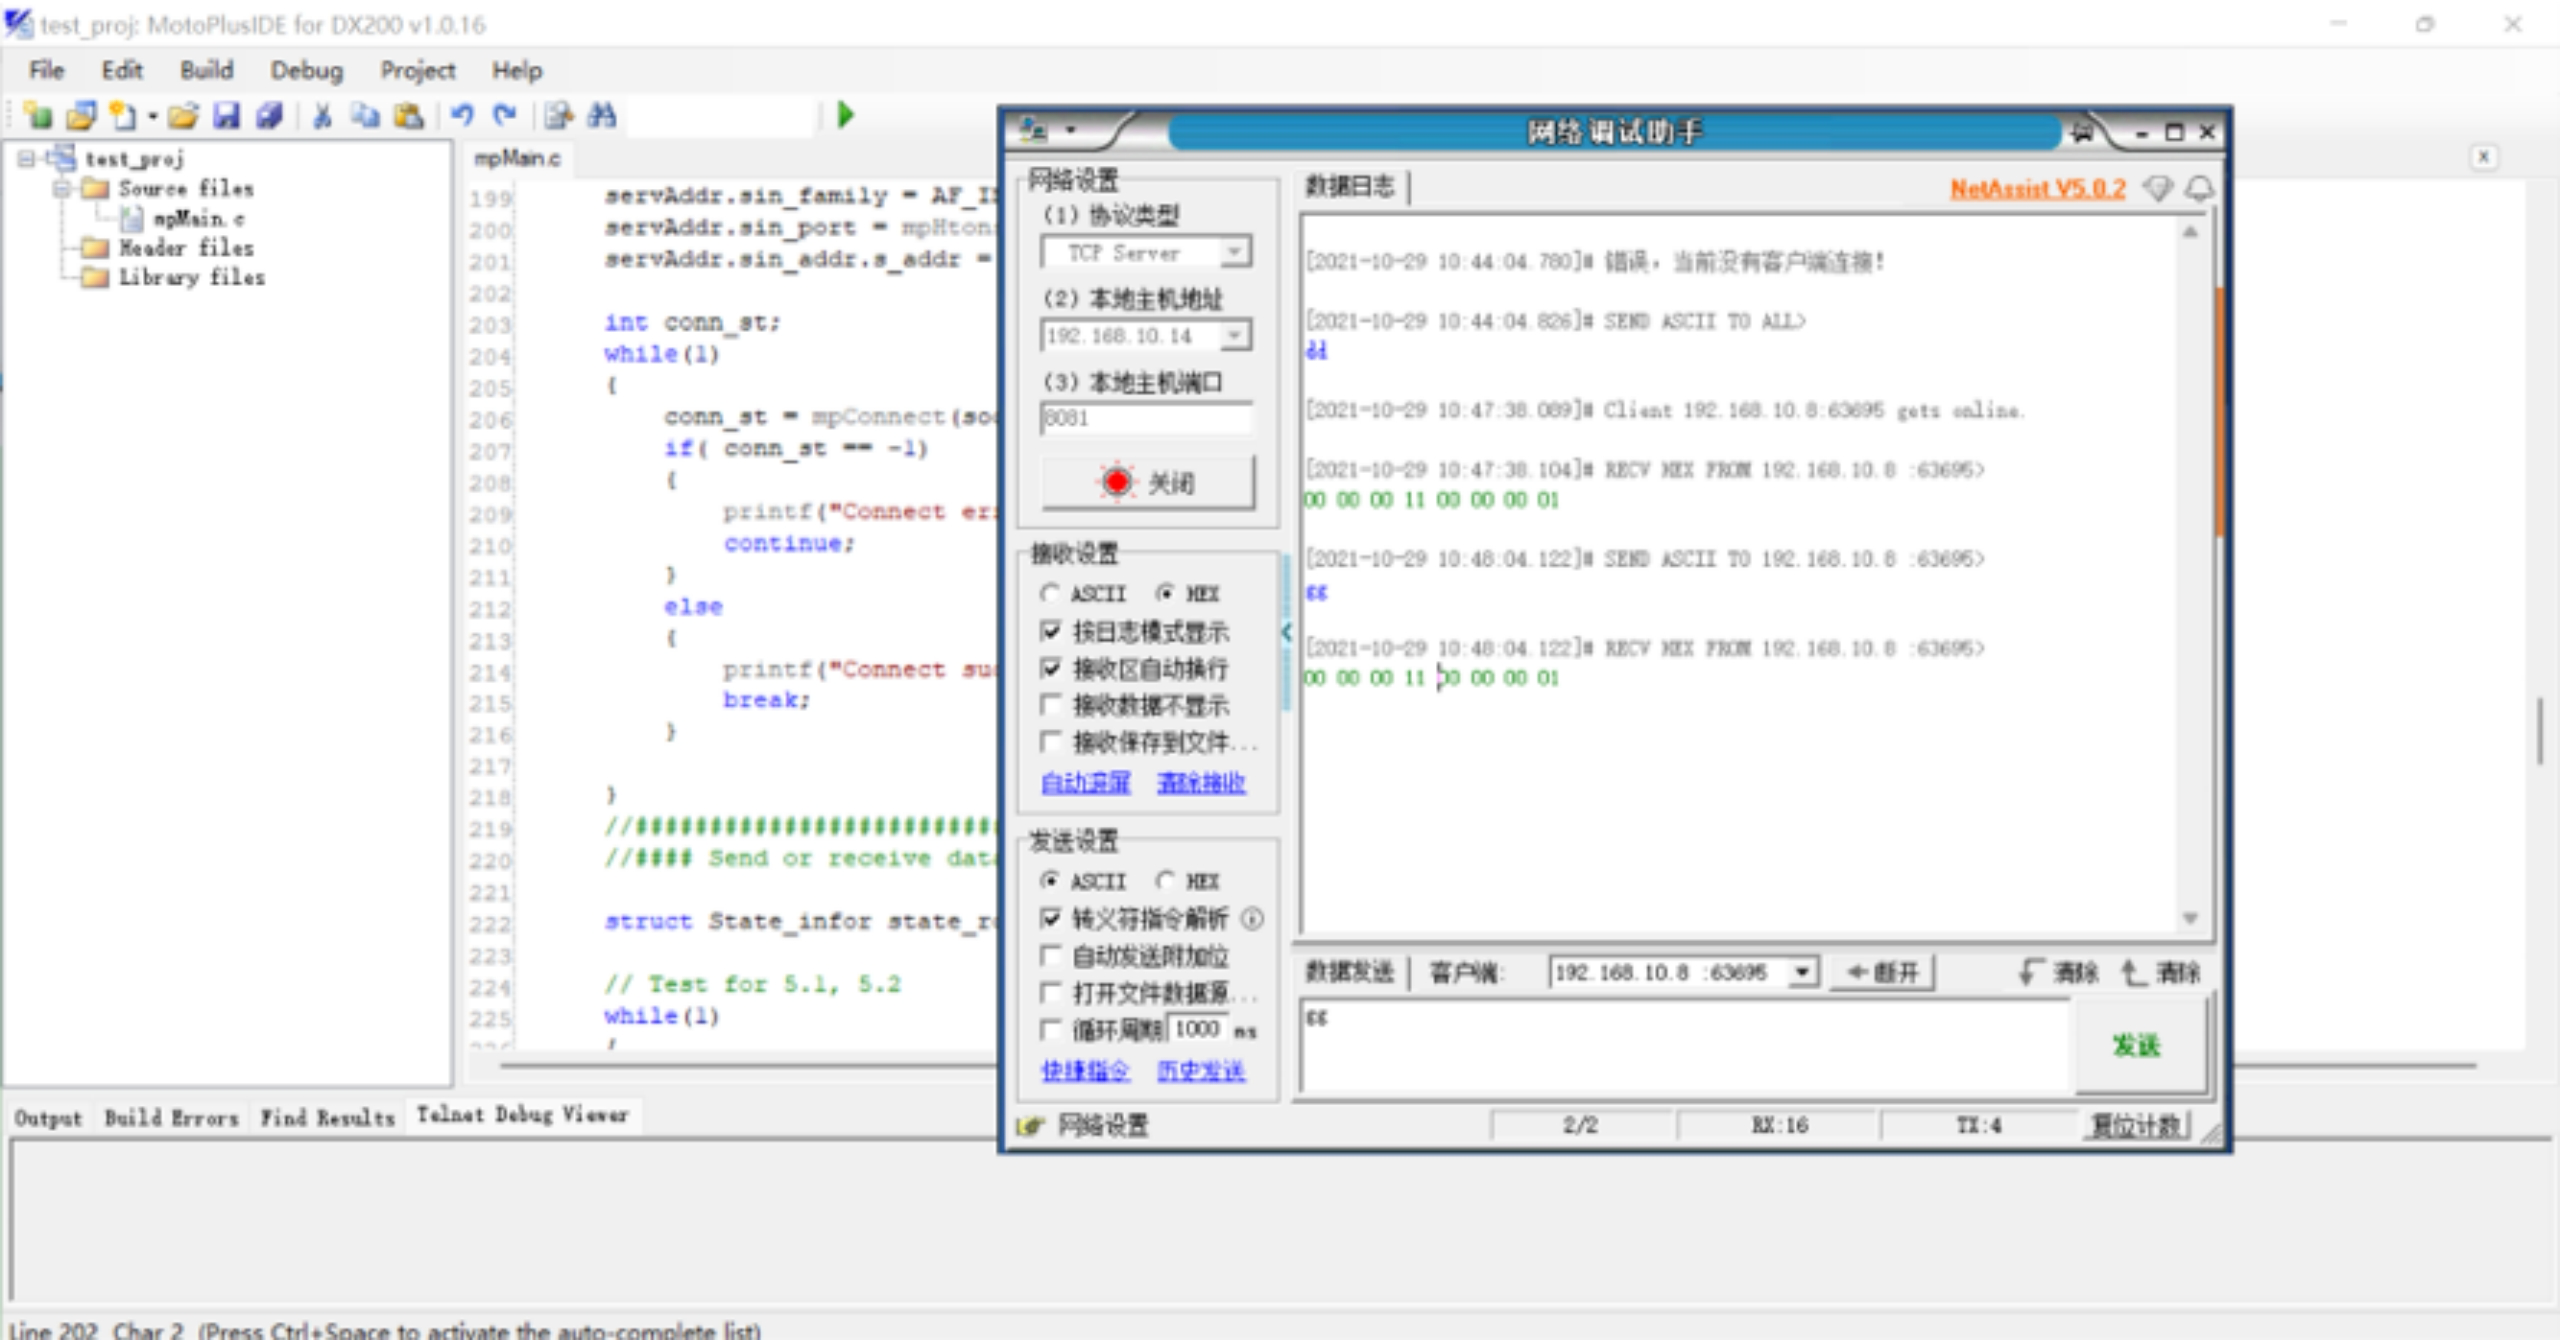 test_proj: MotoPlusIDE for DX200 v1.0.16
File Edit Build Debug Project Help
test_proj
Source files
mpMain.c
Header files
Library files
mpMain.c
199 servAddr.sin_family = AF_I
200 servAddr.sin_port = mpHton
201 servAddr.sin_addr.s_addr =
202
203 int conn_st;
204 while(1)
205 {
206 conn_st = mpConnect(so
207 if( conn_st == -1)
208 {
209 printf("Connect er
210 continue;
211 }
212 else
213 {
214 printf("Connect su
215 break;
216 }
217
218 }
219 //########################
220 //#### Send or receive dat
221
222 struct State_infor state_r
223
224 // Test for 5.1, 5.2
225 while(1)
网络调试助手
网络设置
(1) 协议类型
TCP Server
(2) 本地主机地址
192.168.10.14
(3) 本地主机端口
8081
关闭
接收设置
ASCII HEX
按日志模式显示
接收区自动换行
接收数据不显示
接收保存到文件...
自动滚屏 清除接收
发送设置
ASCII HEX
转义符指令解析
自动发送附加位
打开文件数据源...
循环周期 1000 ms
快捷指令 历史发送
数据日志 NetAssist V5.0.2
[2021-10-29 10:44:04.780]# 错误，当前没有客户端连接!
[2021-10-29 10:44:04.826]# SEND ASCII TO ALL>
dd
[2021-10-29 10:47:38.089]# Client 192.168.10.8:63695 gets online.
[2021-10-29 10:47:38.104]# RECV HEX FROM 192.168.10.8 :63695>
00 00 00 11 00 00 00 01
[2021-10-29 10:48:04.122]# SEND ASCII TO 192.168.10.8 :63695>
gg
[2021-10-29 10:48:04.122]# RECV HEX FROM 192.168.10.8 :63695>
00 00 00 11 00 00 00 01
数据发送 客户端: 192.168.10.8 :63695 断开 清除 清除
gg
发送
网络设置 2/2 RX:16 TX:4 复位计数
Output Build Errors Find Results Telnet Debug Viewer
Line 202 Char 2 (Press Ctrl+Space to activate the auto-complete list)